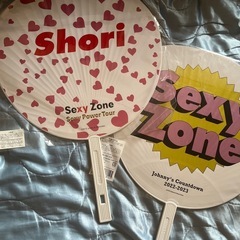 Shori
Sexy Zone
Sexy Power Tour
Sexy
Zone
Johnny's Countdown
2022-2023